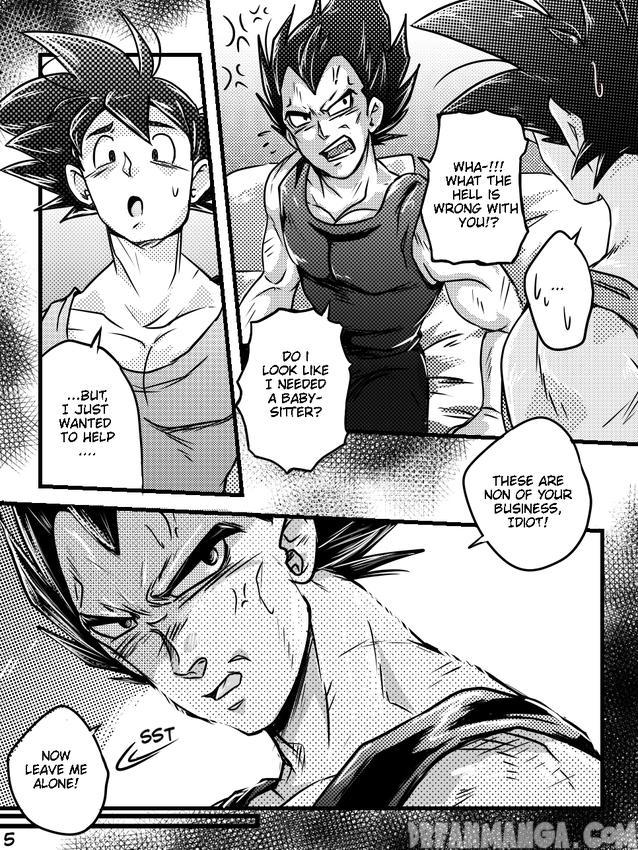 WHA-!!!
WHAT THE
HELL IS
WRONG WITH
YOU!?
...
DO I
LOOK LIKE
I NEEDED
A BABY-
SITTER?
...BUT,
I JUST
WANTED
TO HELP
....
THESE ARE
NON OF YOUR
BUSINESS,
IDIOT!
SST
NOW
LEAVE ME
ALONE!
5
DREAHMANGA.COM